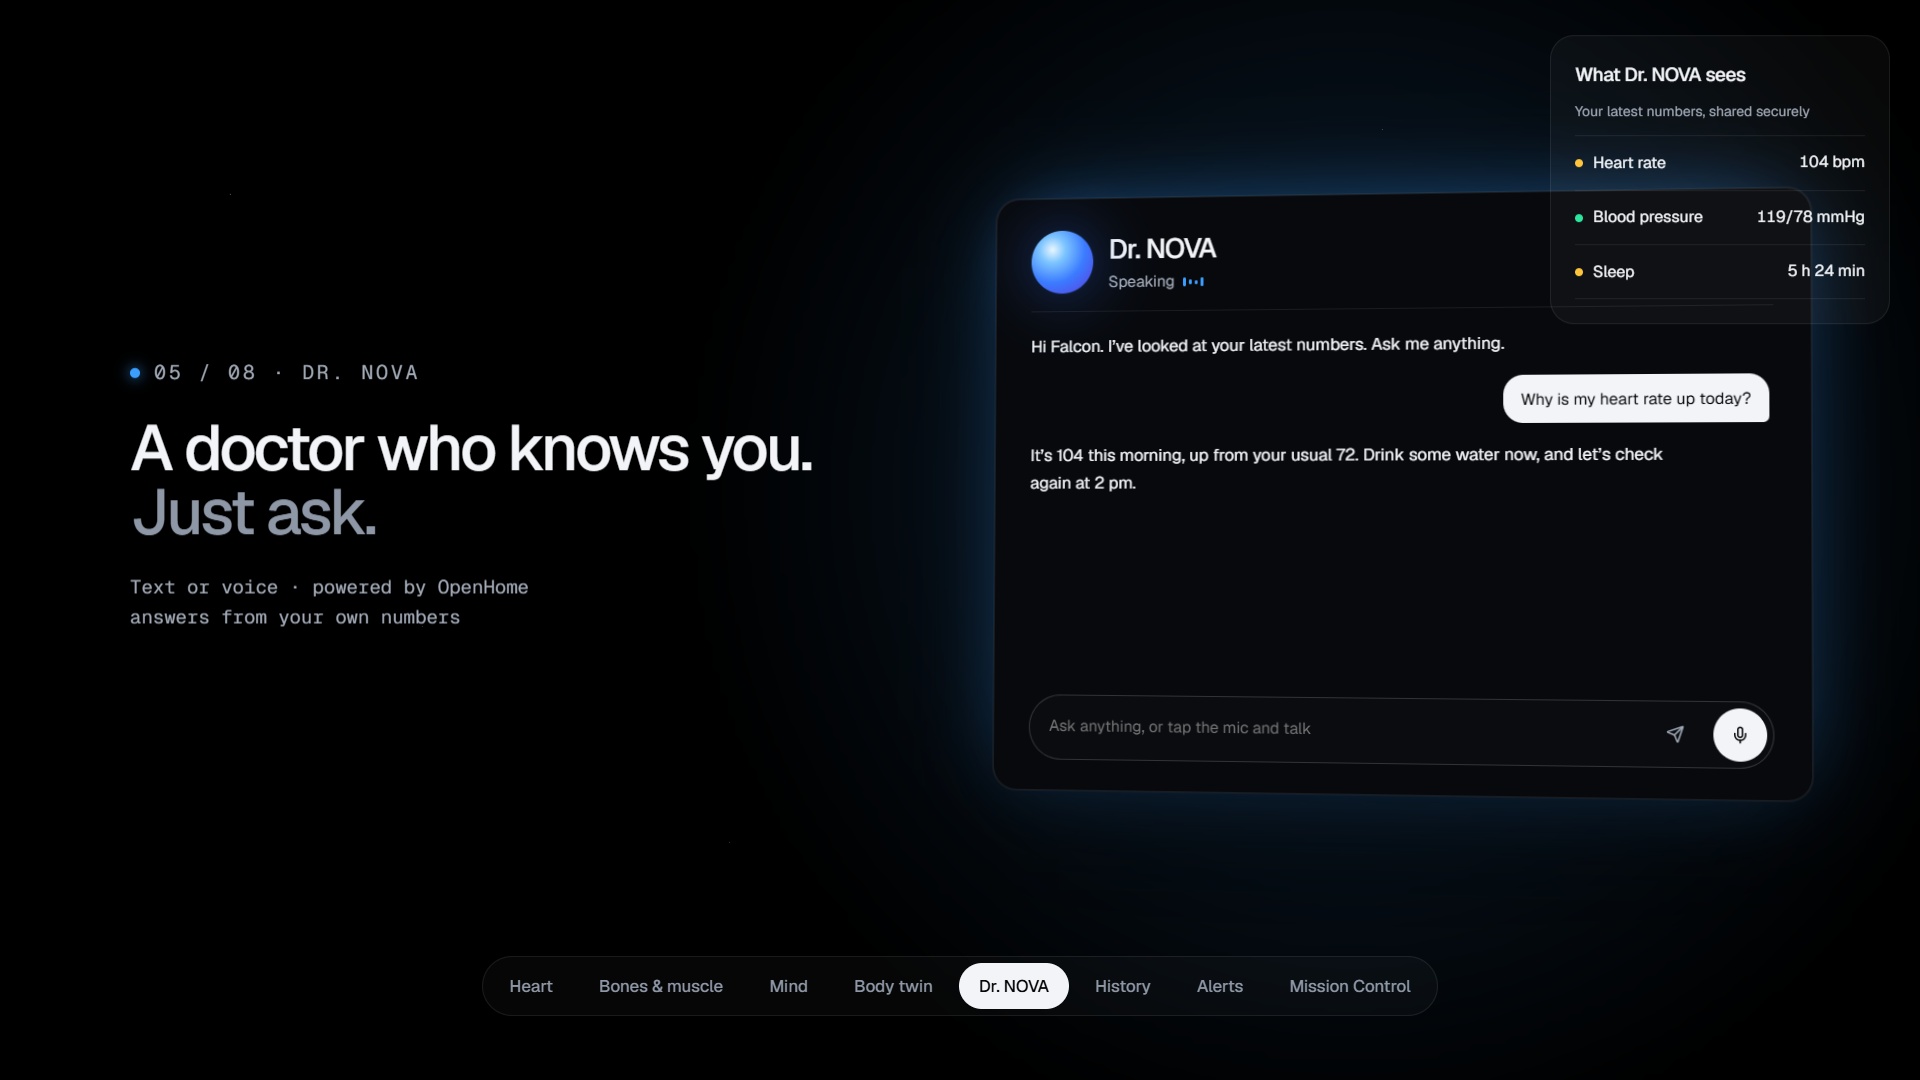 05 / 08 · DR. NOVA
A doctor who knows you.
Just ask.
Text or voice · powered by OpenHome
answers from your own numbers
What Dr. NOVA sees
Your latest numbers, shared securely
Heart rate 104 bpm
Blood pressure 119/78 mmHg
Sleep 5 h 24 min
Dr. NOVA
Speaking
Hi Falcon. I’ve looked at your latest numbers. Ask me anything.
Why is my heart rate up today?
It’s 104 this morning, up from your usual 72. Drink some water now, and let’s check
again at 2 pm.
Ask anything, or tap the mic and talk
Heart Bones & muscle Mind Body twin Dr. NOVA History Alerts Mission Control